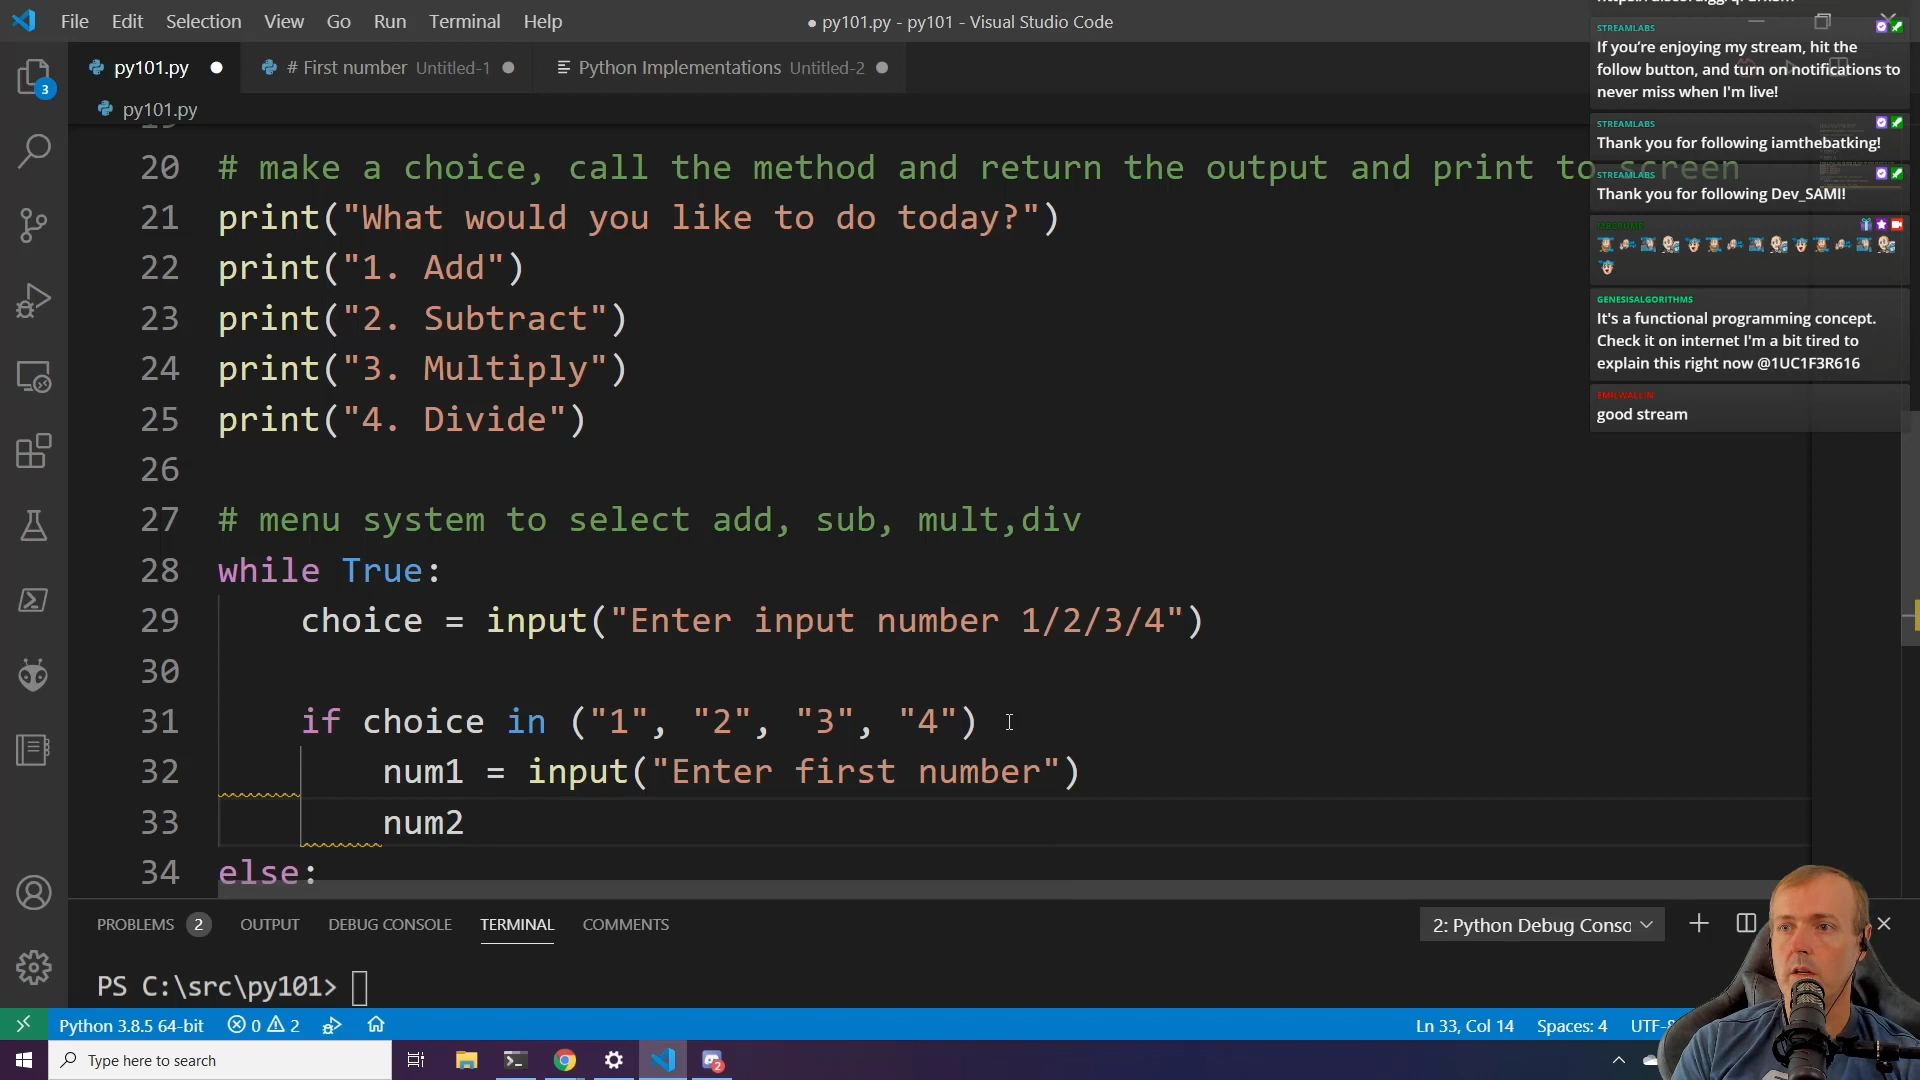 File Edit Selection View Go Run Terminal Help
● py101.py - py101 - Visual Studio Code
py101.py
# First number Untitled-1
Python Implementations Untitled-2
3
py101.py
19
20 # make a choice, call the method and return the output and print to screen
21 print("What would you like to do today?")
22 print("1. Add")
23 print("2. Subtract")
24 print("3. Multiply")
25 print("4. Divide")
26
27 # menu system to select add, sub, mult,div
28 while True:
29 choice = input("Enter input number 1/2/3/4")
30
31 if choice in ("1", "2", "3", "4")
32 num1 = input("Enter first number")
33 num2
34 else:
STREAMLABS
If you’re enjoying my stream, hit the
follow button, and turn on notifications to
never miss when I'm live!
STREAMLABS
Thank you for following iamthebatking!
STREAMLABS
Thank you for following Dev_SAMI!
GENESISALGORITHMS
It's a functional programming concept.
Check it on internet I'm a bit tired to
explain this right now @1UC1F3R616
EMILWALLIN
good stream
PROBLEMS 2 OUTPUT DEBUG CONSOLE TERMINAL COMMENTS
2: Python Debug Consc
PS C:\src\py101>
Python 3.8.5 64-bit 0 2
Ln 33, Col 14 Spaces: 4 UTF-8
Type here to search
2